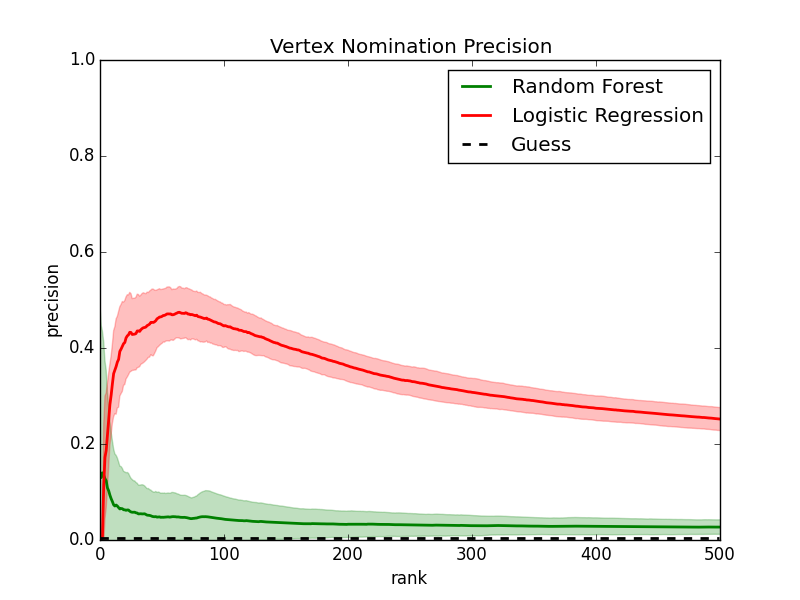 Vertex Nomination Precision
1.0
0.8
0.6
0.4
0.2
0.0
precision
Random Forest
Logistic Regression
Guess
0 100 200 300 400 500
rank